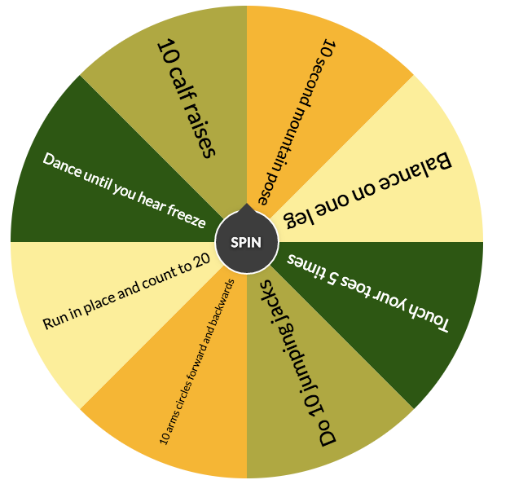 10 second mountain pose
Balance on one leg
Touch your toes 5 times
Do 10 jumping jacks
10 arms circles forward and backwards
Run in place and count to 20
Dance until you hear freeze
10 calf raises
SPIN